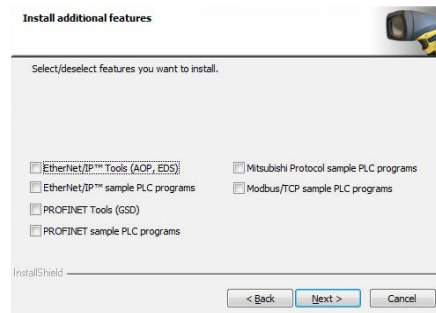 Install additional features
Select/deselect features you want to install.
EtherNet/IP™ Tools (AOP, EDS)
EtherNet/IP™ sample PLC programs
PROFINET Tools (GSD)
PROFINET sample PLC programs
Mitsubishi Protocol sample PLC programs
Modbus/TCP sample PLC programs
InstallShield
< Back
Next >
Cancel